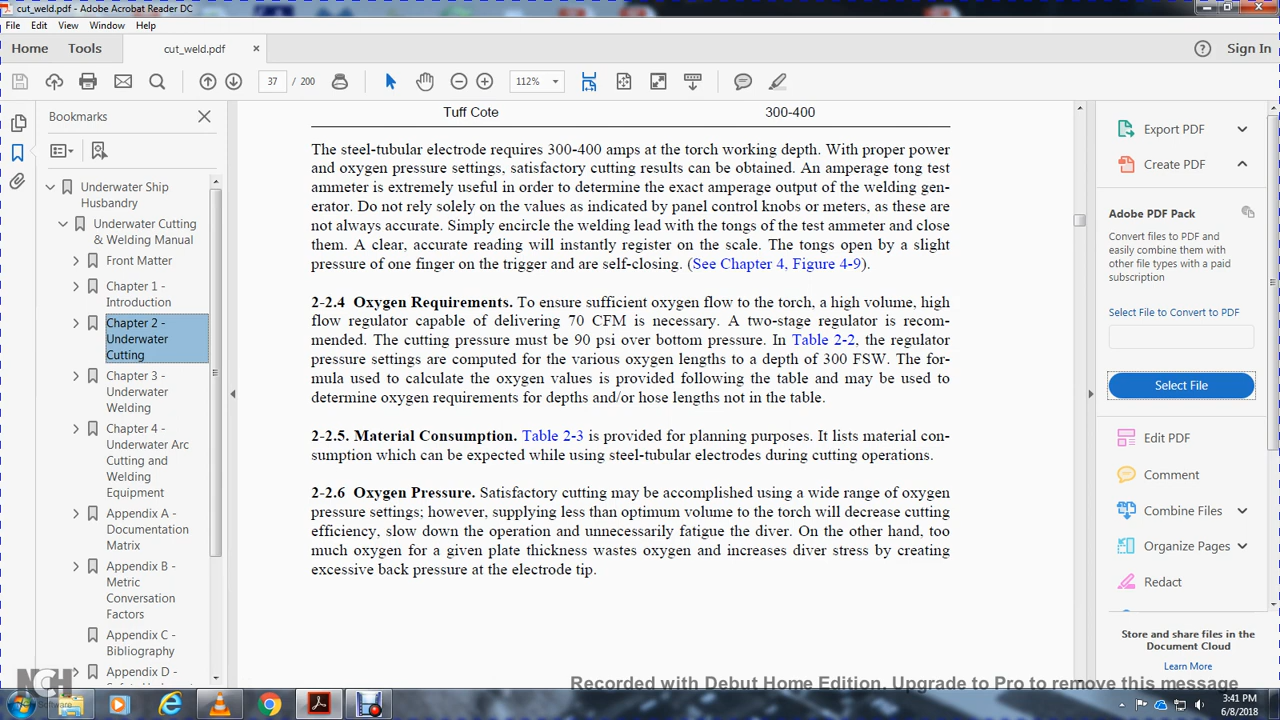 cut_weld.pdf - Adobe Acrobat Reader DC
File Edit View Window Help
Home Tools cut_weld.pdf × Sign In
37 / 200 112%
Bookmarks
Underwater Ship
Husbandry
Underwater Cutting
& Welding Manual
Front Matter
Chapter 1 -
Introduction
Chapter 2 -
Underwater
Cutting
Chapter 3 -
Underwater
Welding
Chapter 4 -
Underwater Arc
Cutting and
Welding
Equipment
Appendix A -
Documentation
Matrix
Appendix B -
Metric
Conversation
Factors
Appendix C -
Bibliography
Appendix D -
Tuff Cote 300-400
The steel-tubular electrode requires 300-400 amps at the torch working depth. With proper power
and oxygen pressure settings, satisfactory cutting results can be obtained. An amperage tong test
ammeter is extremely useful in order to determine the exact amperage output of the welding gen-
erator. Do not rely solely on the values as indicated by panel control knobs or meters, as these are
not always accurate. Simply encircle the welding lead with the tongs of the test ammeter and close
them. A clear, accurate reading will instantly register on the scale. The tongs open by a slight
pressure of one finger on the trigger and are self-closing. (See Chapter 4, Figure 4-9).
2-2.4 Oxygen Requirements. To ensure sufficient oxygen flow to the torch, a high volume, high
flow regulator capable of delivering 70 CFM is necessary. A two-stage regulator is recom-
mended. The cutting pressure must be 90 psi over bottom pressure. In Table 2-2, the regulator
pressure settings are computed for the various oxygen lengths to a depth of 300 FSW. The for-
mula used to calculate the oxygen values is provided following the table and may be used to
determine oxygen requirements for depths and/or hose lengths not in the table.
2-2.5. Material Consumption. Table 2-3 is provided for planning purposes. It lists material con-
sumption which can be expected while using steel-tubular electrodes during cutting operations.
2-2.6 Oxygen Pressure. Satisfactory cutting may be accomplished using a wide range of oxygen
pressure settings; however, supplying less than optimum volume to the torch will decrease cutting
efficiency, slow down the operation and unnecessarily fatigue the diver. On the other hand, too
much oxygen for a given plate thickness wastes oxygen and increases diver stress by creating
excessive back pressure at the electrode tip.
Export PDF
Create PDF
Adobe PDF Pack
Convert files to PDF and
easily combine them with
other file types with a paid
subscription
Select File to Convert to PDF
Select File
Edit PDF
Comment
Combine Files
Organize Pages
Redact
Store and share files in the
Document Cloud
Learn More
NCH
Recorded with Debut Home Edition. Upgrade to Pro to remove this message
3:41 PM
6/8/2018